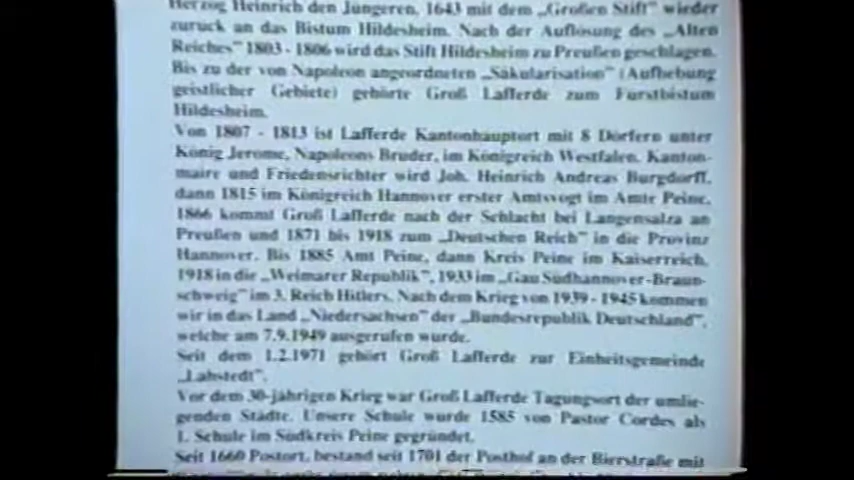 Herzog Heinrich den Jüngeren, 1643 mit dem „Großen Stift" wieder
zurück an das Bistum Hildesheim. Nach der Auflösung des „Alten
Reiches" 1803 - 1806 wird das Stift Hildesheim zu Preußen geschlagen.
Bis zu der von Napoleon angeordneten „Säkularisation" (Aufhebung
geistlicher Gebiete) gehörte Groß Lafferde zum Fürstbistum
Hildesheim.
Von 1807 - 1813 ist Lafferde Kantonhauptort mit 8 Dörfern unter
König Jerome, Napoleons Bruder, im Königreich Westfalen. Kanton-
maire und Friedensrichter wird Joh. Heinrich Andreas Burgdorff,
dann 1815 im Königreich Hannover erster Amtsvogt im Amte Peine.
1866 kommt Groß Lafferde nach der Schlacht bei Langensalza an
Preußen und 1871 bis 1918 zum „Deutschen Reich" in die Provinz
Hannover. Bis 1885 Amt Peine, dann Kreis Peine im Kaiserreich.
1918 in die „Weimarer Republik", 1933 im „Gau Südhannover-Braun-
schweig" im 3. Reich Hitlers. Nach dem Krieg von 1939 - 1945 kommen
wir in das Land „Niedersachsen" der „Bundesrepublik Deutschland",
welche am 7.9.1949 ausgerufen wurde.
Seit dem 1.2.1971 gehört Groß Lafferde zur Einheitsgemeinde
„Lahstedt".
Vor dem 30-jährigen Krieg war Groß Lafferde Tagungsort der umlie-
genden Städte. Unsere Schule wurde 1585 von Pastor Cordes als
1. Schule im Südkreis Peine gegründet.
Seit 1660 Postort, bestand seit 1701 der Posthof an der Bierstraße mit